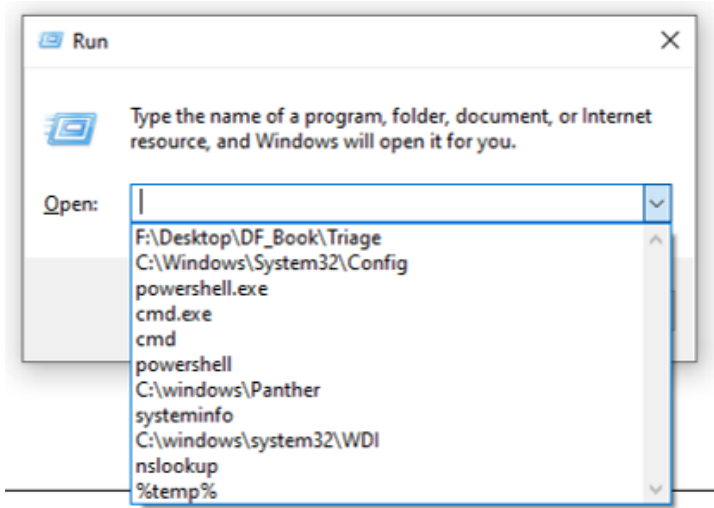 Run
Type the name of a program, folder, document, or Internet
resource, and Windows will open it for you.
Open:
F:\Desktop\DF_Book\Triage
C:\Windows\System32\Config
powershell.exe
cmd.exe
cmd
powershell
C:\windows\Panther
systeminfo
C:\windows\system32\WDI
nslookup
%temp%